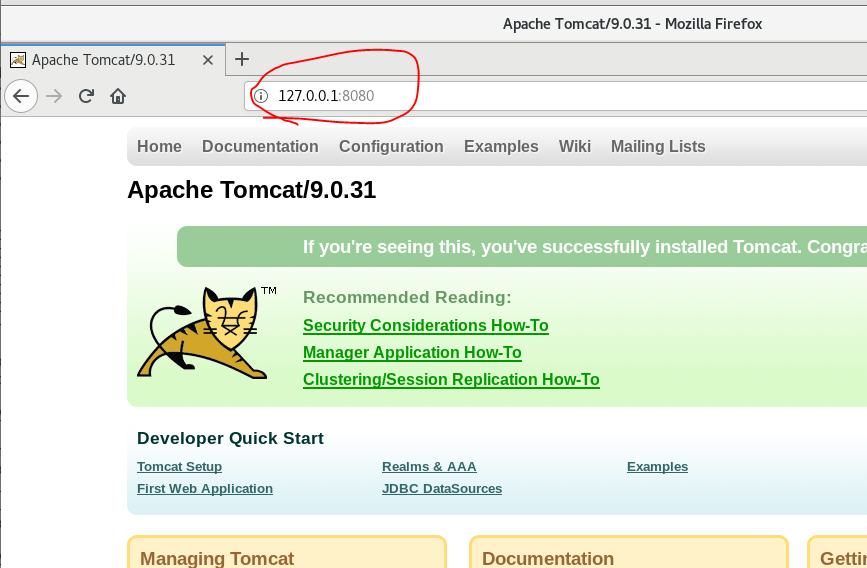 Apache Tomcat/9.0.31 - Mozilla Firefox
Apache Tomcat/9.0.31
127.0.0.1:8080
Home Documentation Configuration Examples Wiki Mailing Lists
Apache Tomcat/9.0.31
If you're seeing this, you've successfully installed Tomcat. Congra
TM
Recommended Reading:
Security Considerations How-To
Manager Application How-To
Clustering/Session Replication How-To
Developer Quick Start
Tomcat Setup Realms & AAA Examples
First Web Application JDBC DataSources
Managing Tomcat Documentation Gettin